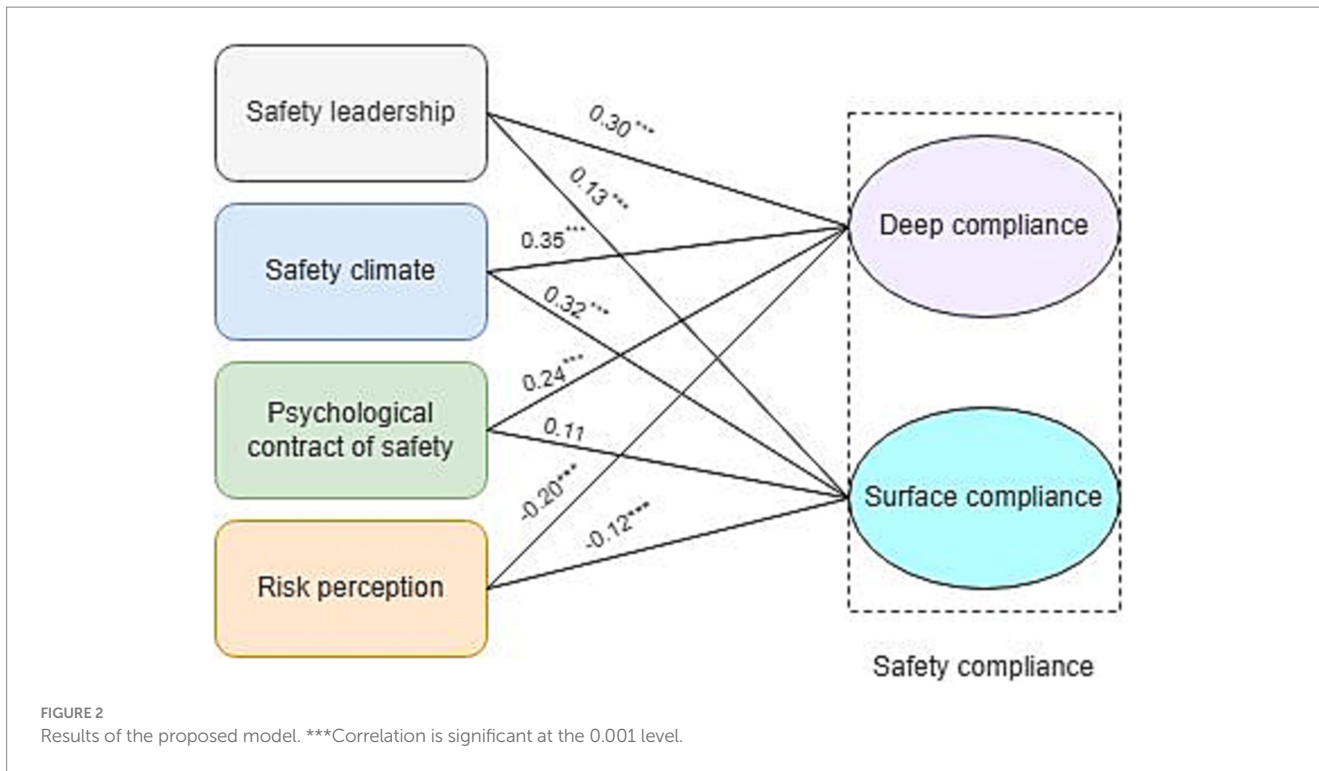 Safety leadership
0.30***
0.13***
Deep compliance
0.35***
Safety climate
0.32***
0.24***
Psychological
contract of safety
0.11
Surface compliance
-0.20***
-0.12***
Risk perception
Safety compliance
FIGURE 2
Results of the proposed model. ***Correlation is significant at the 0.001 level.